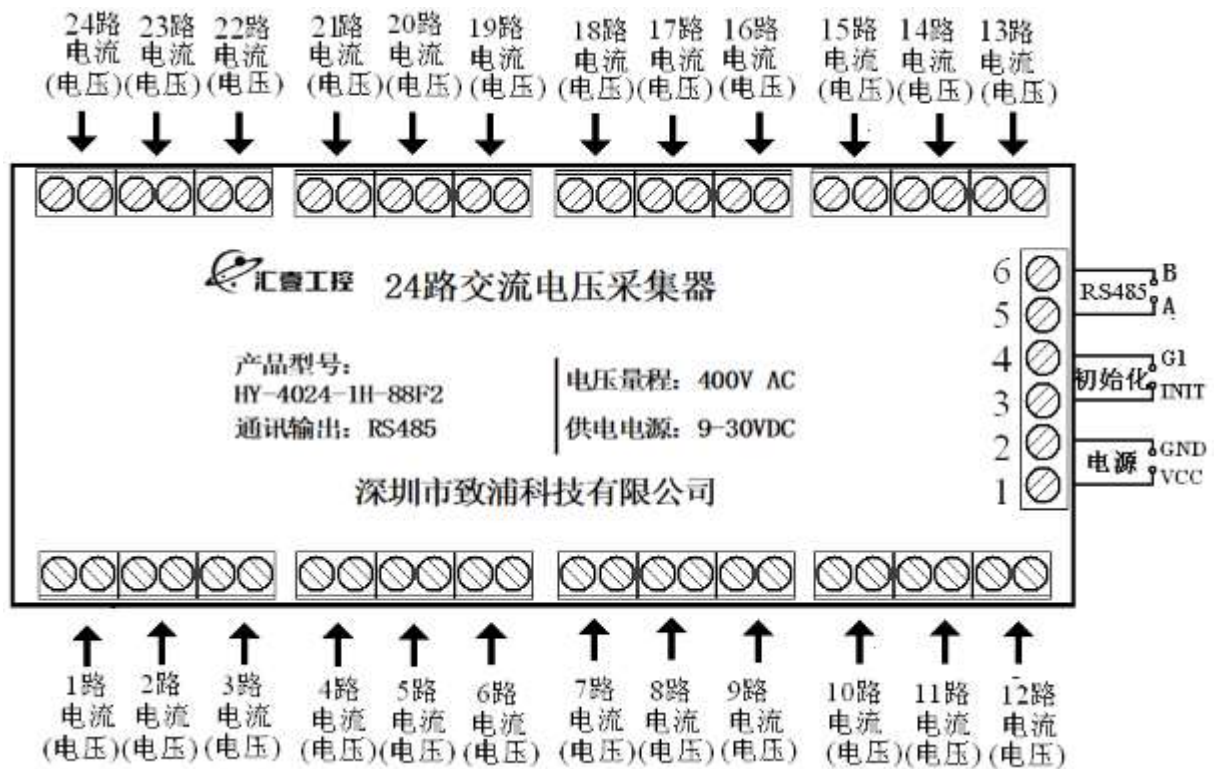 24路 23路 22路 21路 20路 19路 18路 17路 16路 15路 14路 13路
电流 电流 电流 电流 电流 电流 电流 电流 电流 电流 电流 电流
(电压) (电压) (电压) (电压) (电压) (电压) (电压) (电压) (电压) (电压) (电压) (电压)
汇壹工控 24路交流电压采集器
产品型号:
HY-4024-1H-88F2
通讯输出: RS485
电压量程: 400V AC
供电电源: 9-30VDC
深圳市致浦科技有限公司
6 B
RS485
5 A
4 G1
初始化
3 INIT
2 GND
电源
1 VCC
1路 2路 3路 4路 5路 6路 7路 8路 9路 10路 11路 12路
电流 电流 电流 电流 电流 电流 电流 电流 电流 电流 电流 电流
(电压) (电压) (电压) (电压) (电压) (电压) (电压) (电压) (电压) (电压) (电压) (电压)